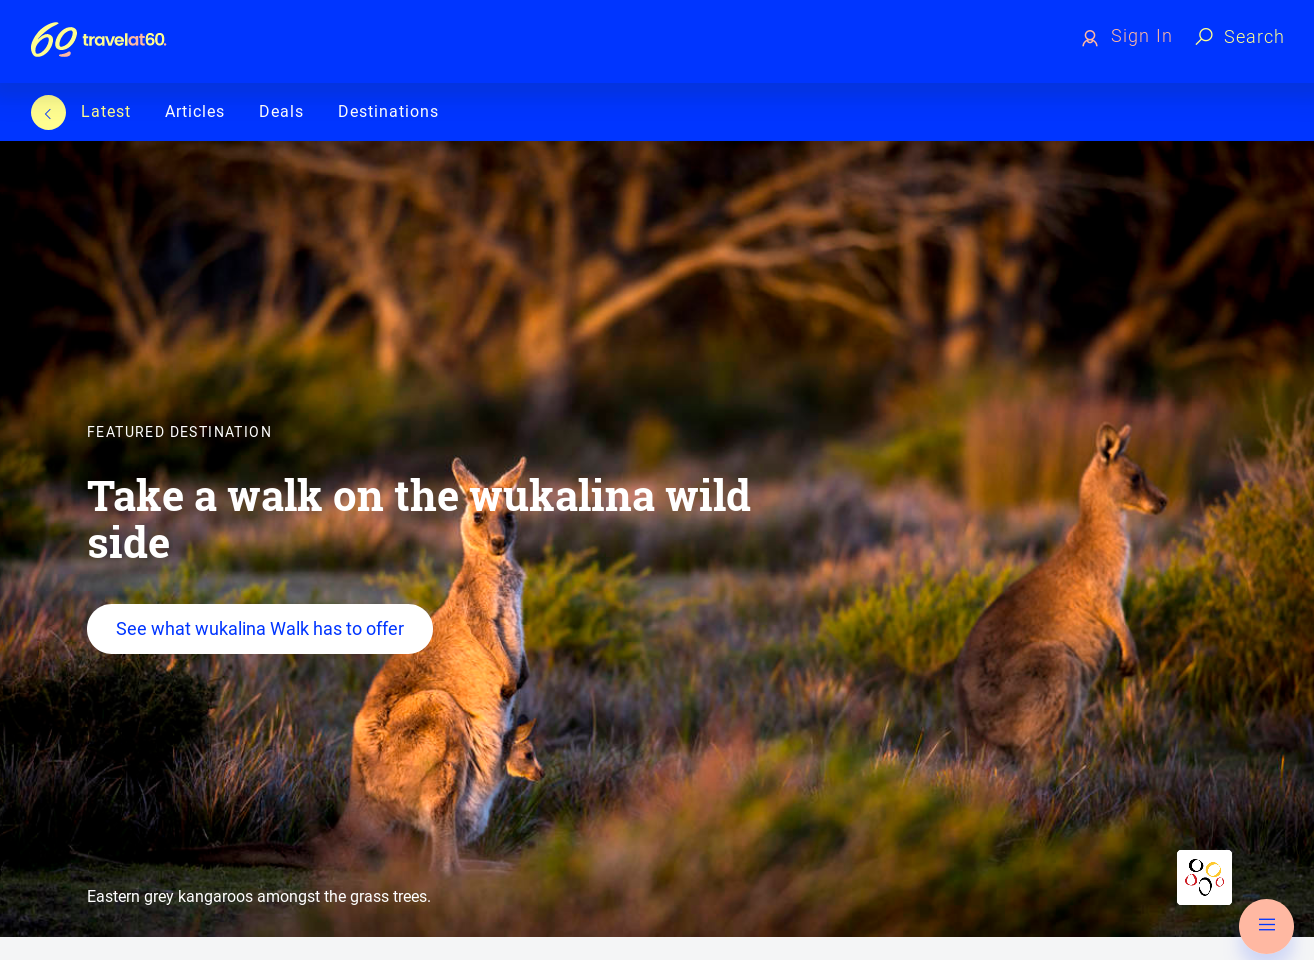 60 travelat60.
Sign In
Search
Latest
Articles
Deals
Destinations
FEATURED DESTINATION
Take a walk on the wukalina wild
side
See what wukalina Walk has to offer
Eastern grey kangaroos amongst the grass trees.